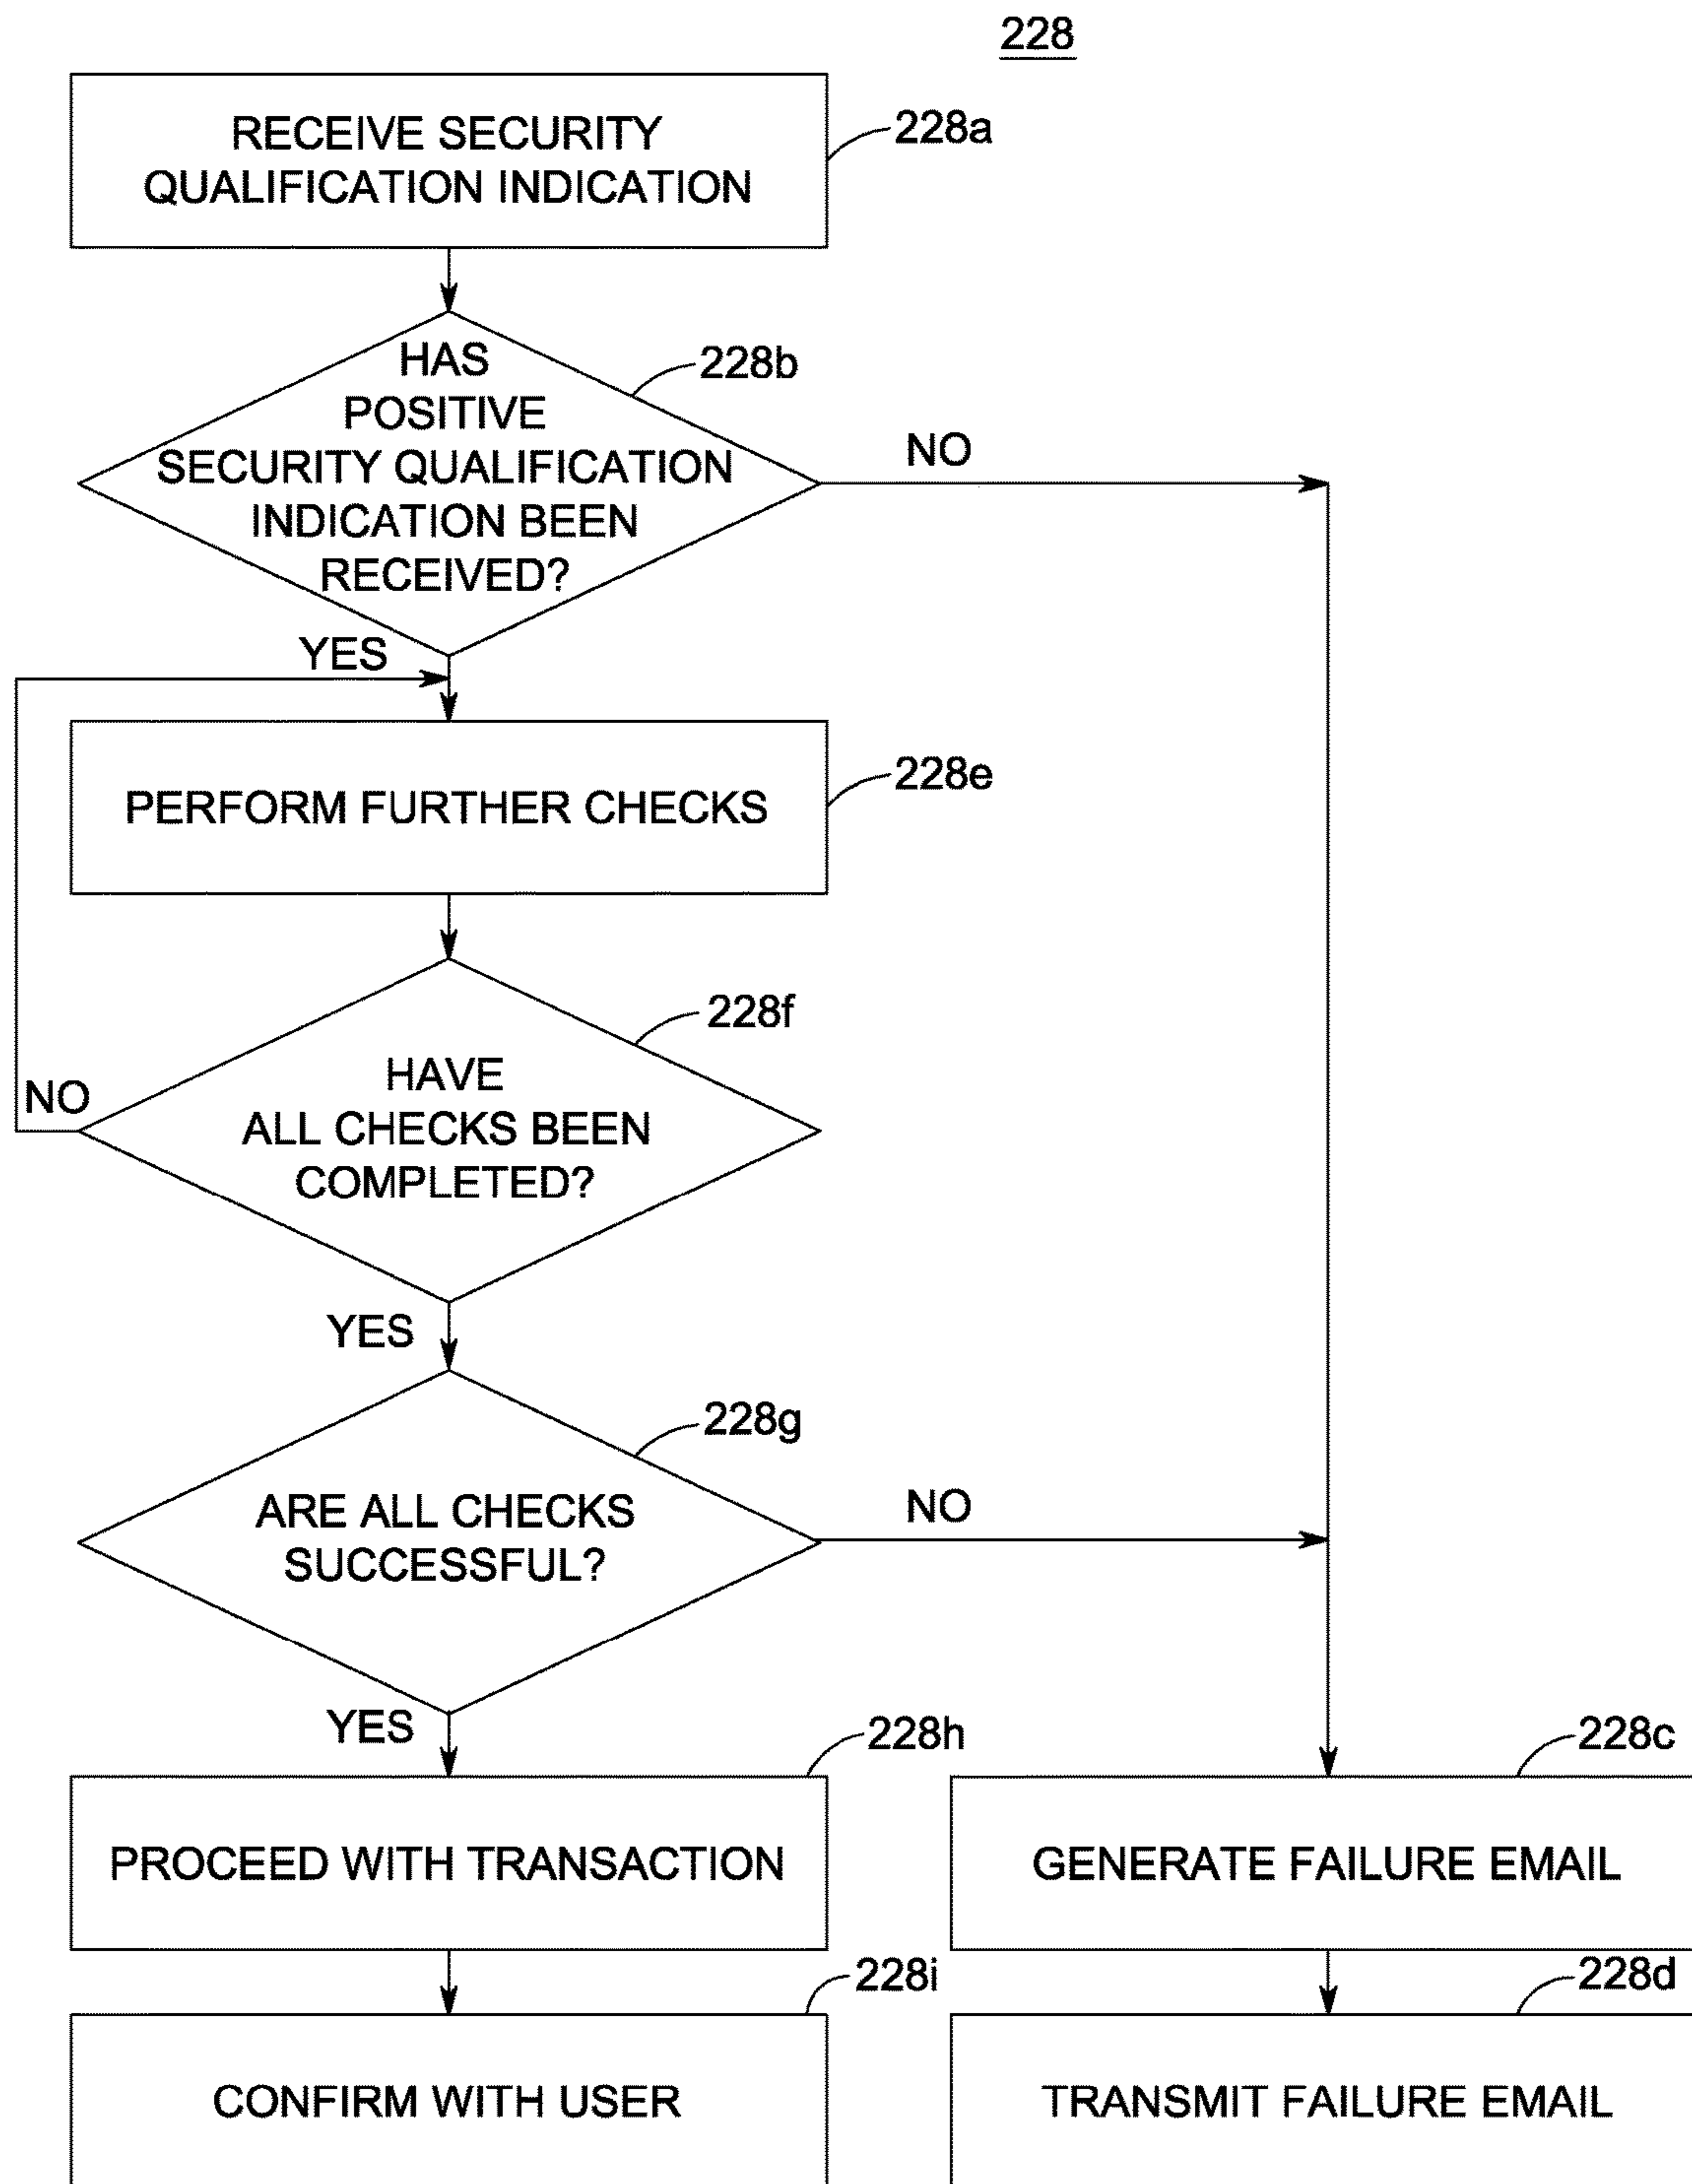 228
RECEIVE SECURITY
QUALIFICATION INDICATION
228a
HAS
POSITIVE
SECURITY QUALIFICATION
INDICATION BEEN
RECEIVED?
228b
NO
YES
PERFORM FURTHER CHECKS
228e
HAVE
ALL CHECKS BEEN
COMPLETED?
228f
NO
YES
ARE ALL CHECKS
SUCCESSFUL?
228g
NO
YES
PROCEED WITH TRANSACTION
228h
GENERATE FAILURE EMAIL
228c
CONFIRM WITH USER
228i
TRANSMIT FAILURE EMAIL
228d